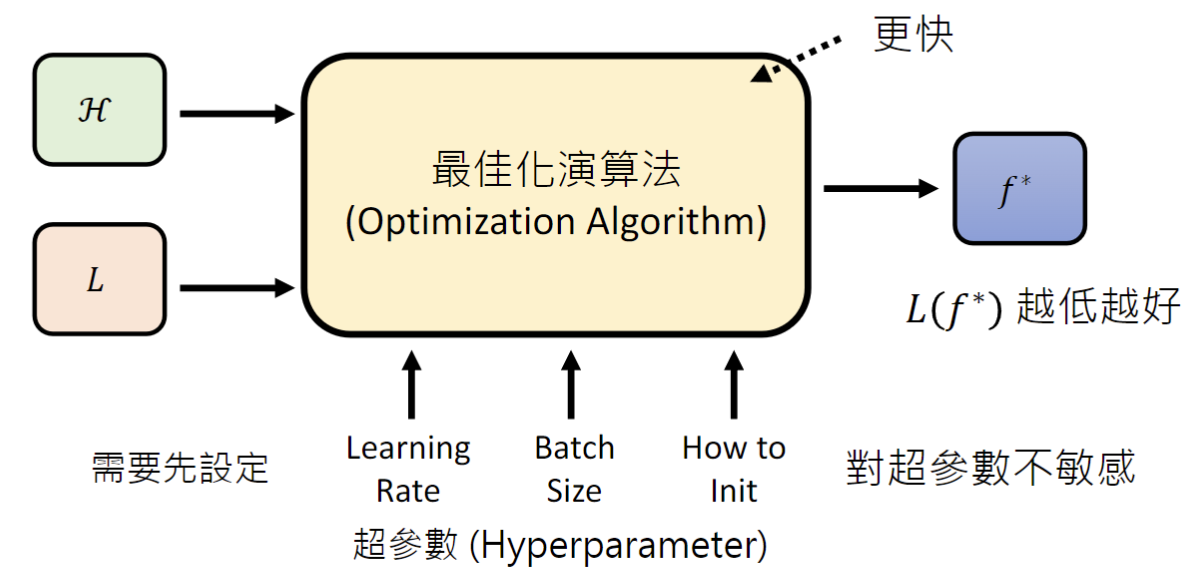 更快
ℋ
最佳化演算法
(Optimization Algorithm)
f*
L
L(f*) 越低越好
需要先設定
Learning
Rate
Batch
Size
How to
Init
對超參數不敏感
超參數 (Hyperparameter)